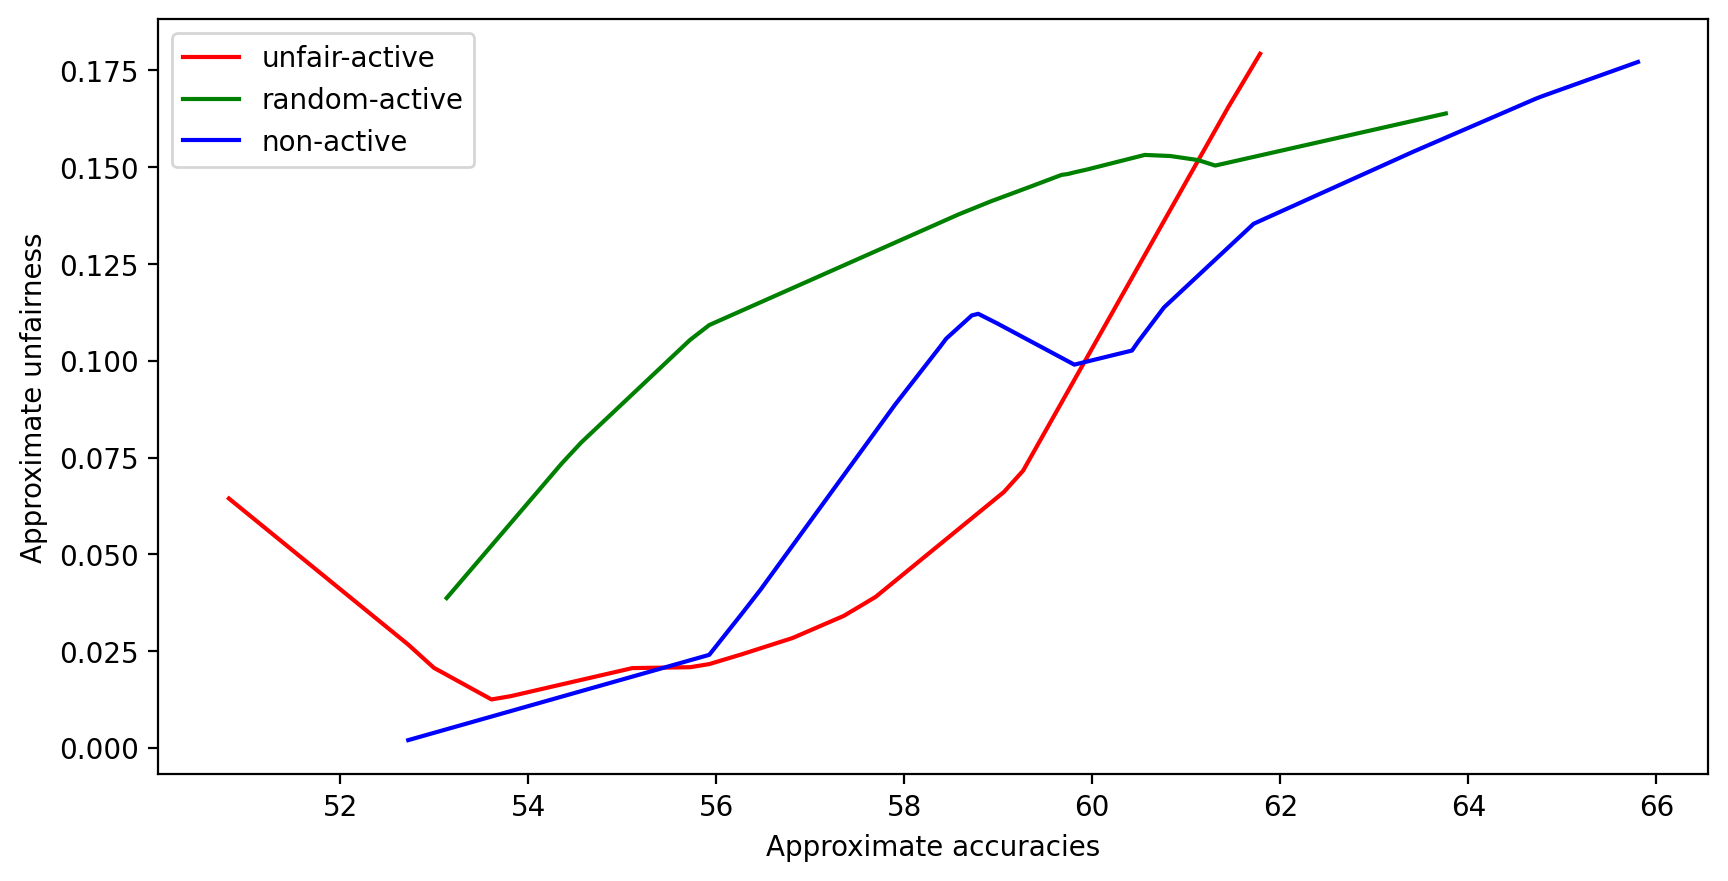 unfair-active
random-active
non-active
Approximate unfairness
0.175
0.150
0.125
0.100
0.075
0.050
0.025
0.000
52 54 56 58 60 62 64 66
Approximate accuracies